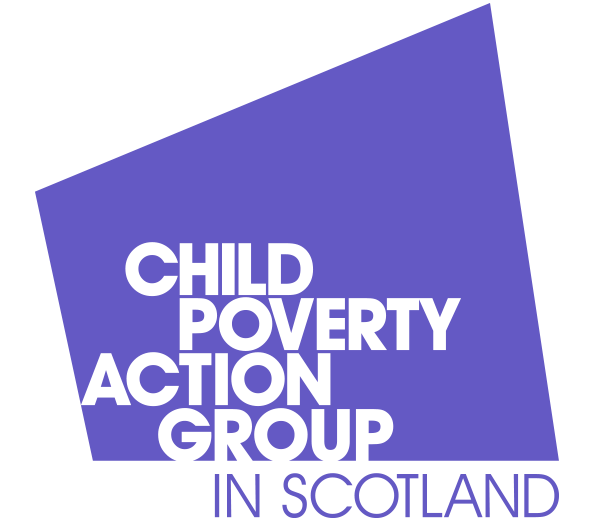 CHILD
POVERTY
ACTION
GROUP
IN SCOTLAND